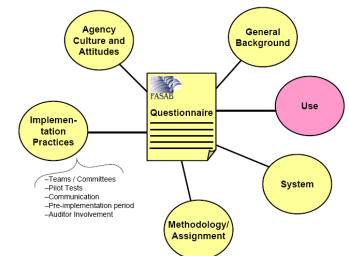 Agency
Culture and
Attitudes
General
Background
FASAB
Questionnaire
Use
Implemen-
tation
Practices
–Teams / Committees
–Pilot Tests
–Communication
–Pre-implementation period
–Auditor Involvement
System
Methodology/
Assignment